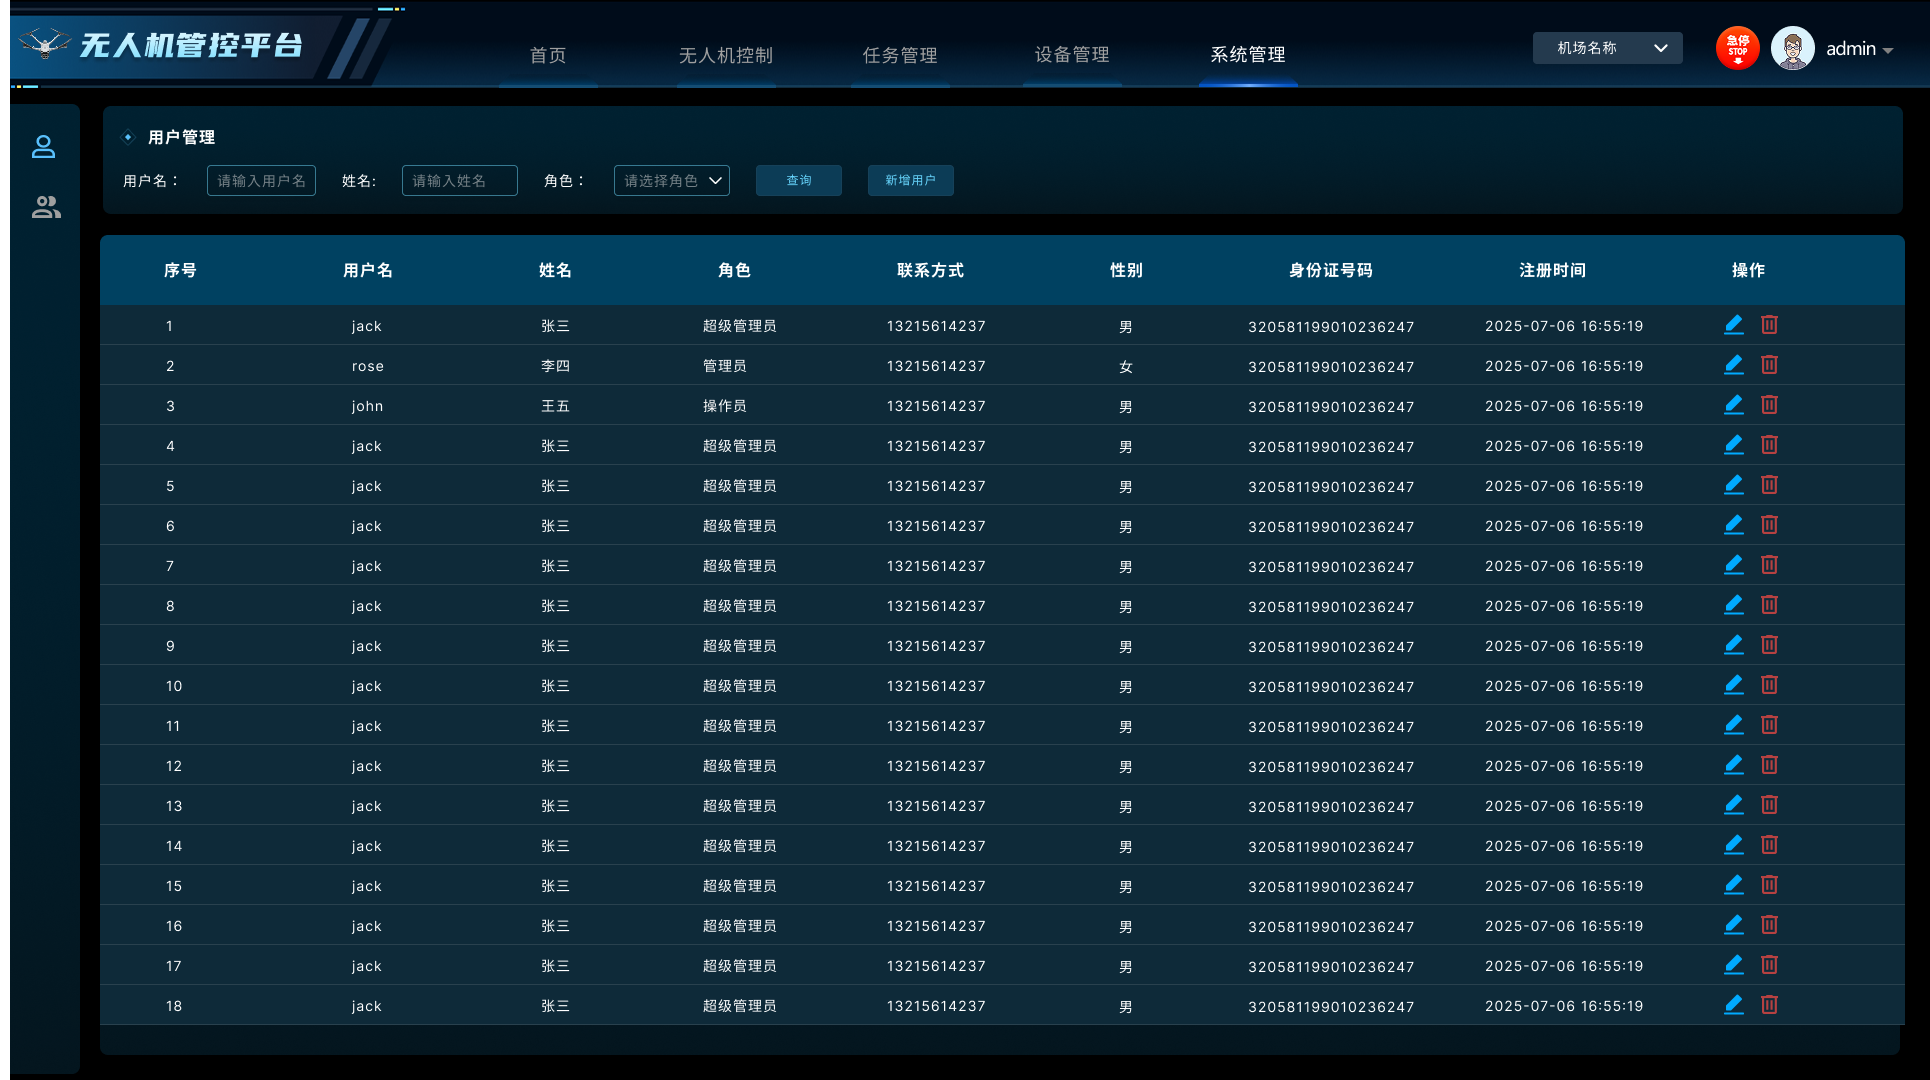 无人机管控平台
首页 无人机控制 任务管理 设备管理 系统管理
机场名称
急停
STOP
admin
用户管理
用户名： 请输入用户名 姓名: 请输入姓名 角色： 请选择角色 查询 新增用户
序号 用户名 姓名 角色 联系方式 性别 身份证号码 注册时间 操作
1 jack 张三 超级管理员 13215614237 男 320581199010236247 2025-07-06 16:55:19
2 rose 李四 管理员 13215614237 女 320581199010236247 2025-07-06 16:55:19
3 john 王五 操作员 13215614237 男 320581199010236247 2025-07-06 16:55:19
4 jack 张三 超级管理员 13215614237 男 320581199010236247 2025-07-06 16:55:19
5 jack 张三 超级管理员 13215614237 男 320581199010236247 2025-07-06 16:55:19
6 jack 张三 超级管理员 13215614237 男 320581199010236247 2025-07-06 16:55:19
7 jack 张三 超级管理员 13215614237 男 320581199010236247 2025-07-06 16:55:19
8 jack 张三 超级管理员 13215614237 男 320581199010236247 2025-07-06 16:55:19
9 jack 张三 超级管理员 13215614237 男 320581199010236247 2025-07-06 16:55:19
10 jack 张三 超级管理员 13215614237 男 320581199010236247 2025-07-06 16:55:19
11 jack 张三 超级管理员 13215614237 男 320581199010236247 2025-07-06 16:55:19
12 jack 张三 超级管理员 13215614237 男 320581199010236247 2025-07-06 16:55:19
13 jack 张三 超级管理员 13215614237 男 320581199010236247 2025-07-06 16:55:19
14 jack 张三 超级管理员 13215614237 男 320581199010236247 2025-07-06 16:55:19
15 jack 张三 超级管理员 13215614237 男 320581199010236247 2025-07-06 16:55:19
16 jack 张三 超级管理员 13215614237 男 320581199010236247 2025-07-06 16:55:19
17 jack 张三 超级管理员 13215614237 男 320581199010236247 2025-07-06 16:55:19
18 jack 张三 超级管理员 13215614237 男 320581199010236247 2025-07-06 16:55:19